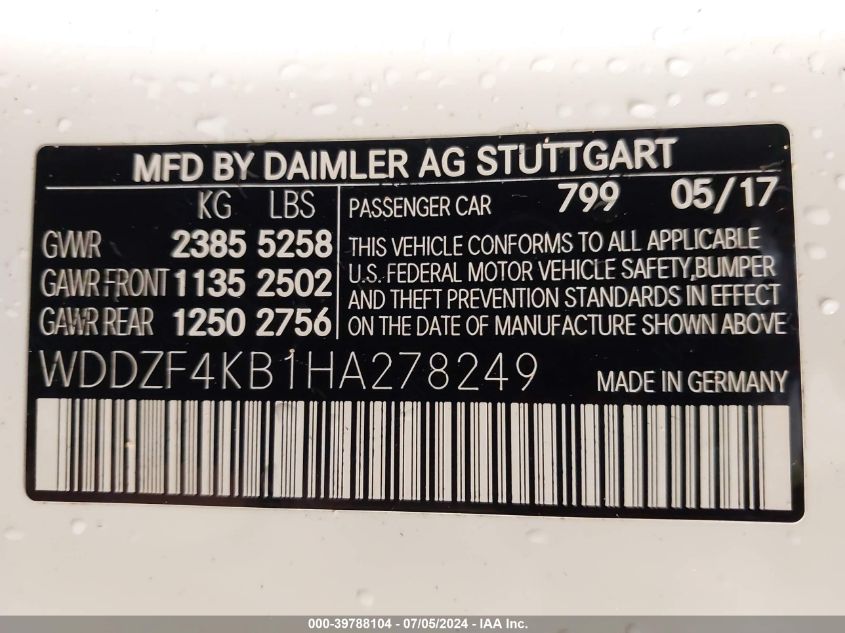 MFD BY DAIMLER AG STUTTGART
KG LBS
GVWR 2385 5258
GAWR FRONT 1135 2502
GAWR REAR 1250 2756
PASSENGER CAR 799 05/17
THIS VEHICLE CONFORMS TO ALL APPLICABLE
U.S. FEDERAL MOTOR VEHICLE SAFETY,BUMPER
AND THEFT PREVENTION STANDARDS IN EFFECT
ON THE DATE OF MANUFACTURE SHOWN ABOVE
WDDZF4KB1HA278249 MADE IN GERMANY
000-39788104 - 07/05/2024 - IAA Inc.